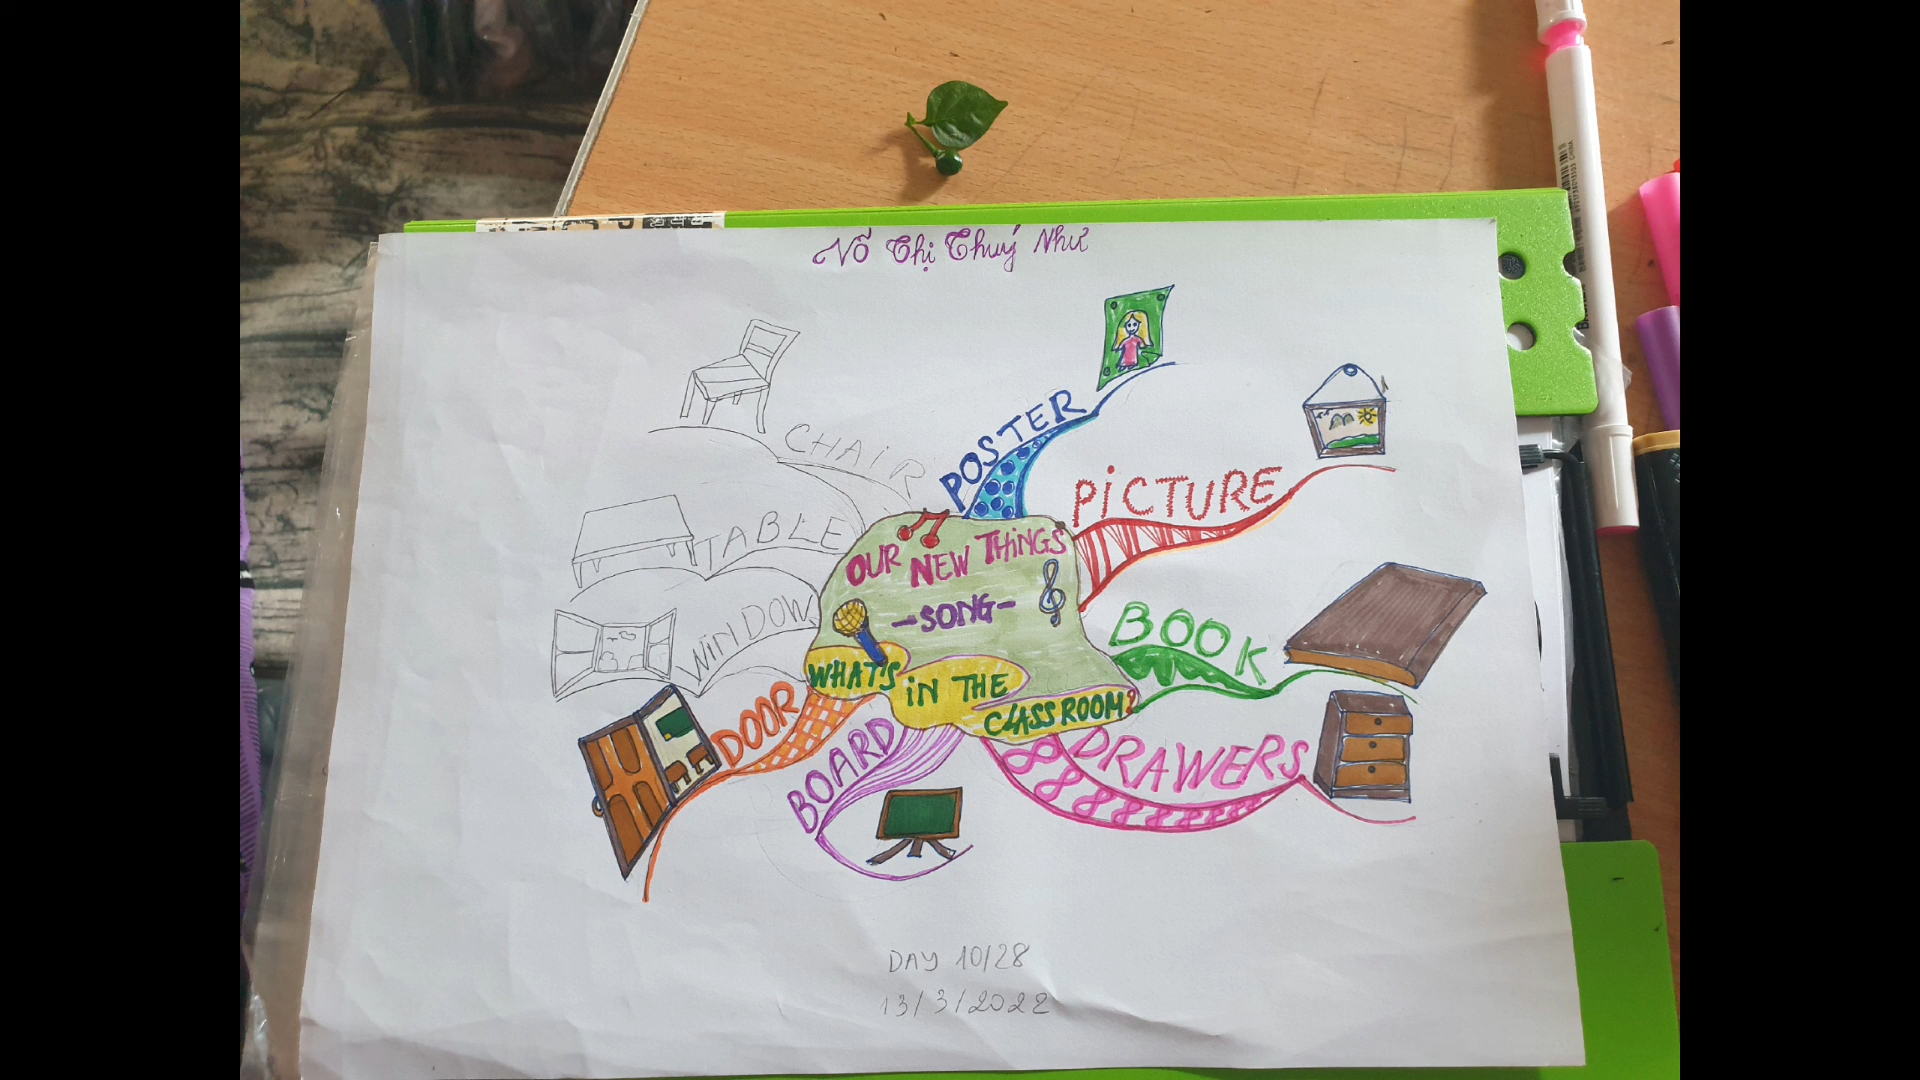 Võ Thị Thuý Như
POSTER
PiCTURE
BOOK
DRAWERS
BOARD
DOOR
WiNDOW
TABLE
CHAiR
OUR NEW THiNGS
-SONG-
WHAT'S iN THE CLASSROOM?
DAY 10/28
13/3/2022